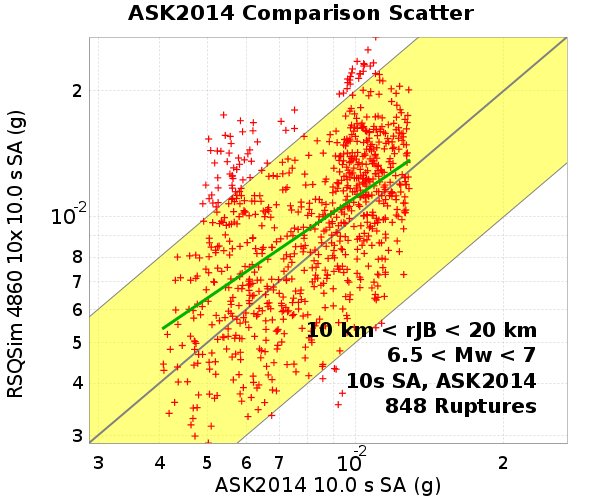 ASK2014 Comparison Scatter
RSQSim 4860 10x 10.0 s SA (g)
2
10-2
8
7
6
5
4
3
10 km < rJB < 20 km
6.5 < Mw < 7
10s SA, ASK2014
848 Ruptures
3 4 5 6 7 10-2 2
ASK2014 10.0 s SA (g)